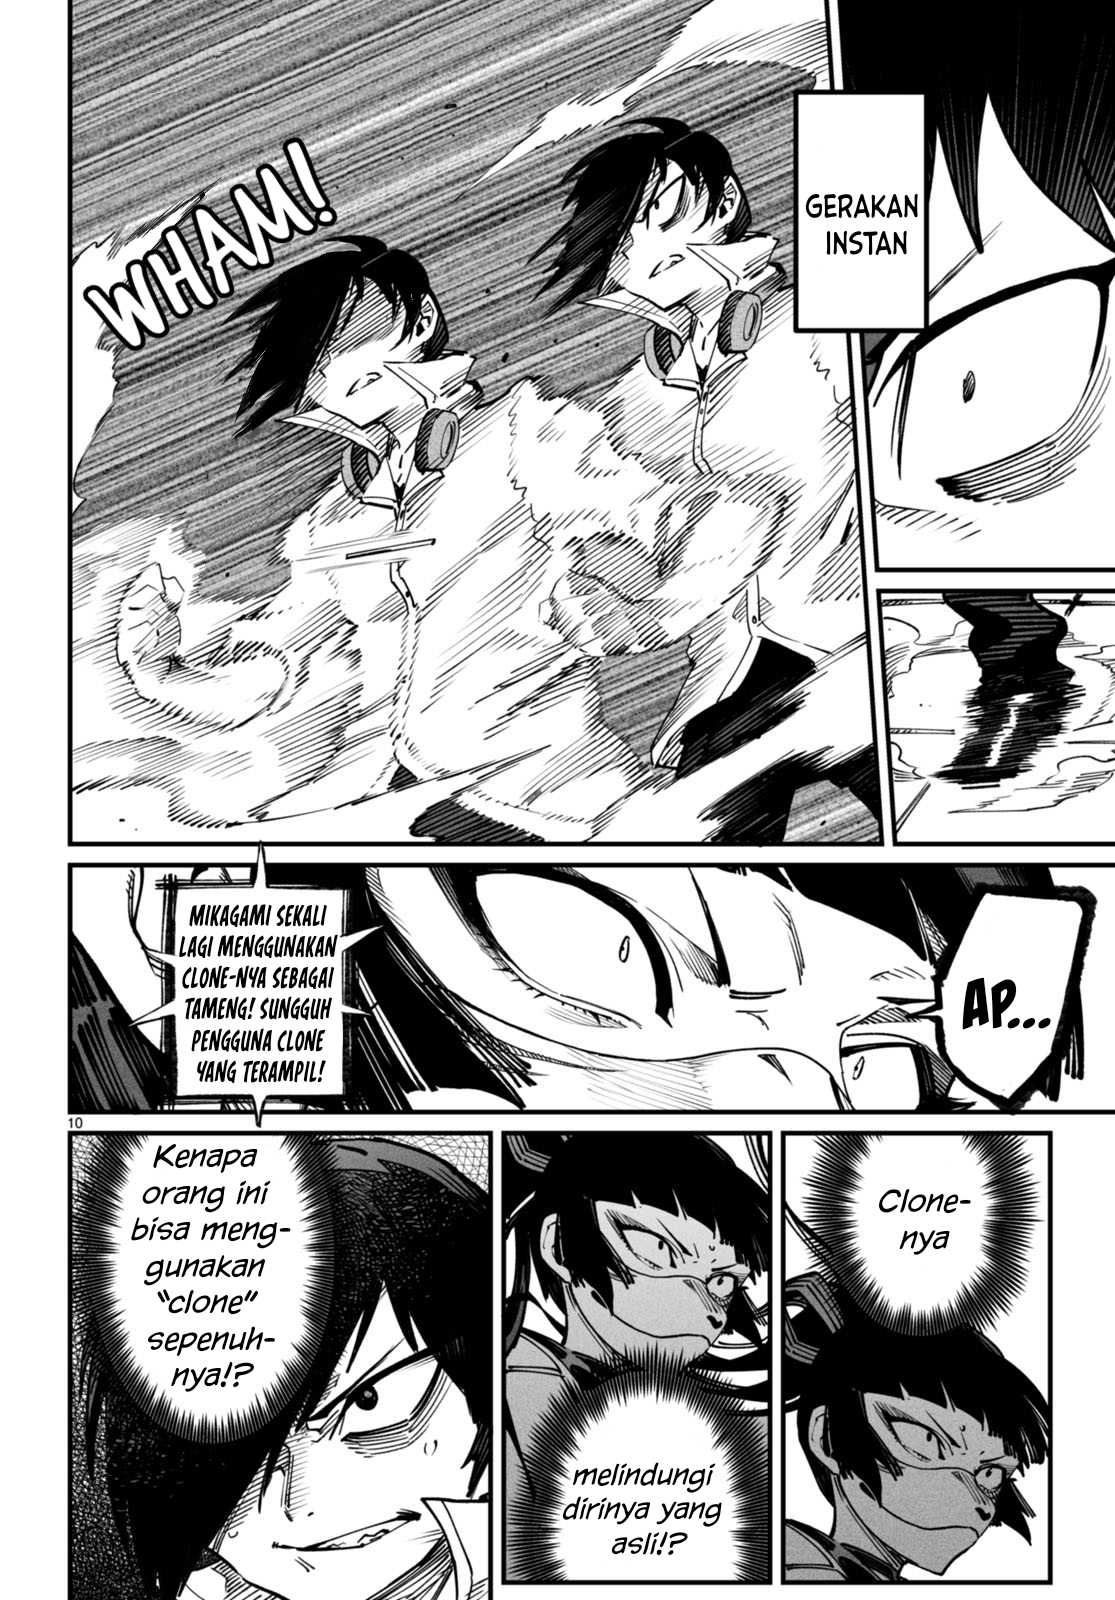 GERAKAN
INSTAN
WHAM!
AP...
MIKAGAMI SEKALI
LAGI MENGGUNAKAN
CLONE-NYA SEBAGAI
TAMENG! SUNGGUH
PENGGUNA CLONE
YANG TERAMPIL!
10
Clone-
nya
melindungi
dirinya yang
asli!?
Kenapa
orang ini
bisa meng-
gunakan
"clone"
sepenuh-
nya!?